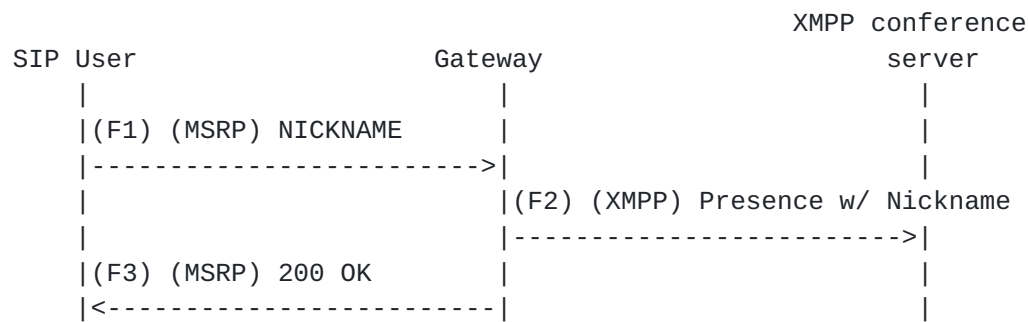 XMPP conference
SIP User Gateway server
(F1) (MSRP) NICKNAME
(F2) (XMPP) Presence w/ Nickname
(F3) (MSRP) 200 OK